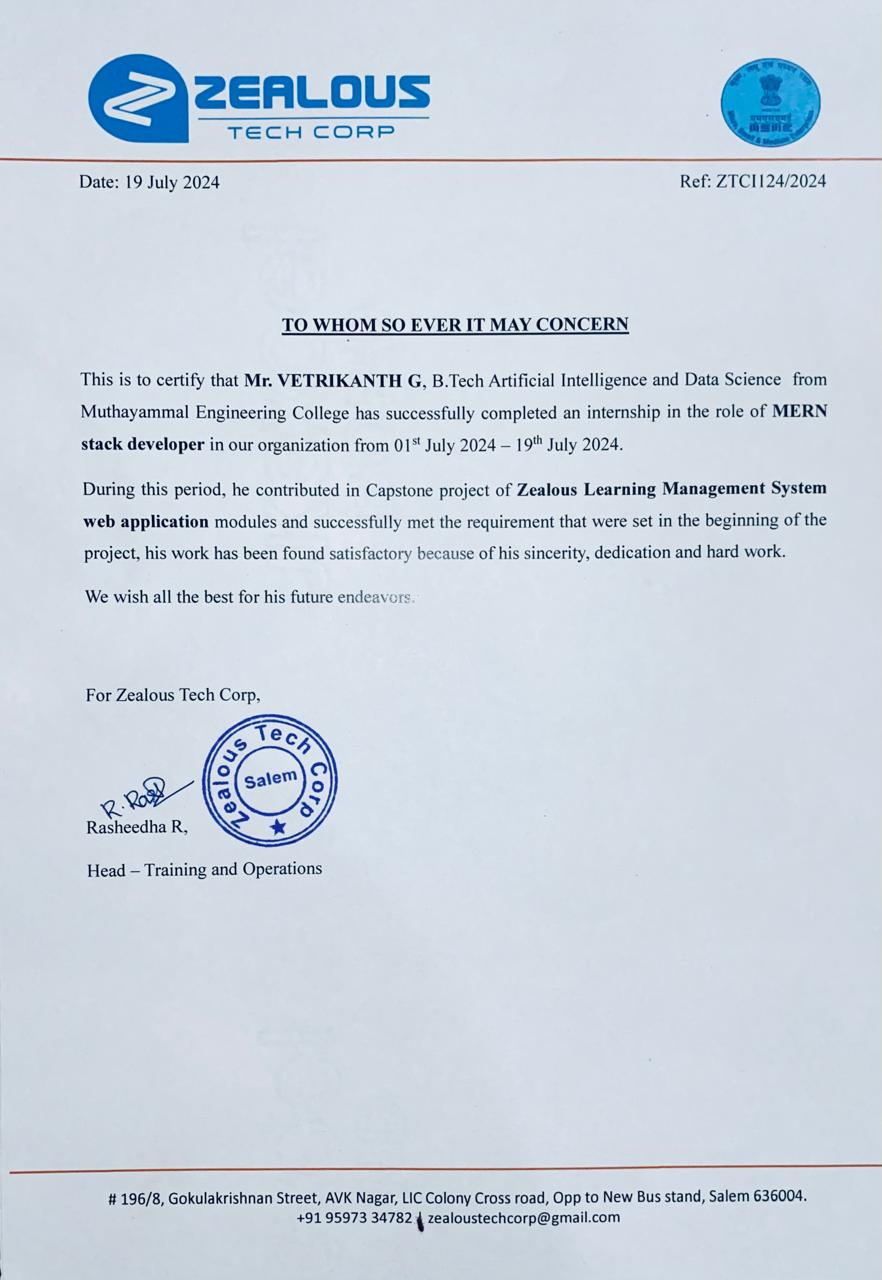 ZEALOUS
TECH CORP
Date: 19 July 2024
Ref: ZTCI124/2024
TO WHOM SO EVER IT MAY CONCERN
This is to certify that Mr. VETRIKANTH G, B.Tech Artificial Intelligence and Data Science from
Muthayammal Engineering College has successfully completed an internship in the role of MERN
stack developer in our organization from 01st July 2024 – 19th July 2024.
During this period, he contributed in Capstone project of Zealous Learning Management System
web application modules and successfully met the requirement that were set in the beginning of the
project, his work has been found satisfactory because of his sincerity, dedication and hard work.
We wish all the best for his future endeavors.
For Zealous Tech Corp,
Zealous Tech Corp
Salem
Rasheedha R,
Head – Training and Operations
# 196/8, Gokulakrishnan Street, AVK Nagar, LIC Colony Cross road, Opp to New Bus stand, Salem 636004.
+91 95973 34782 | zealoustechcorp@gmail.com